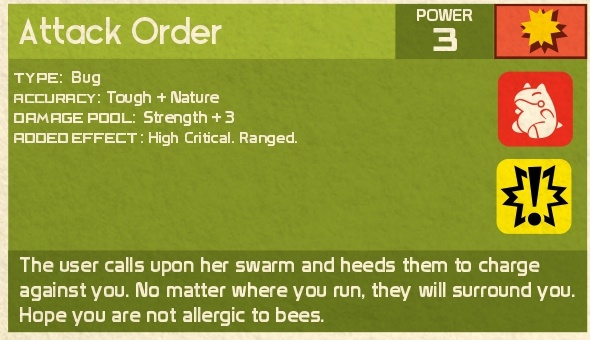 Attack Order
POWER
3
TYPE: Bug
ACCURACY: Tough + Nature
DAMAGE POOL: Strength + 3
ADDED EFFECT: High Critical. Ranged.
The user calls upon her swarm and heeds them to charge
against you. No matter where you run, they will surround you.
Hope you are not allergic to bees.